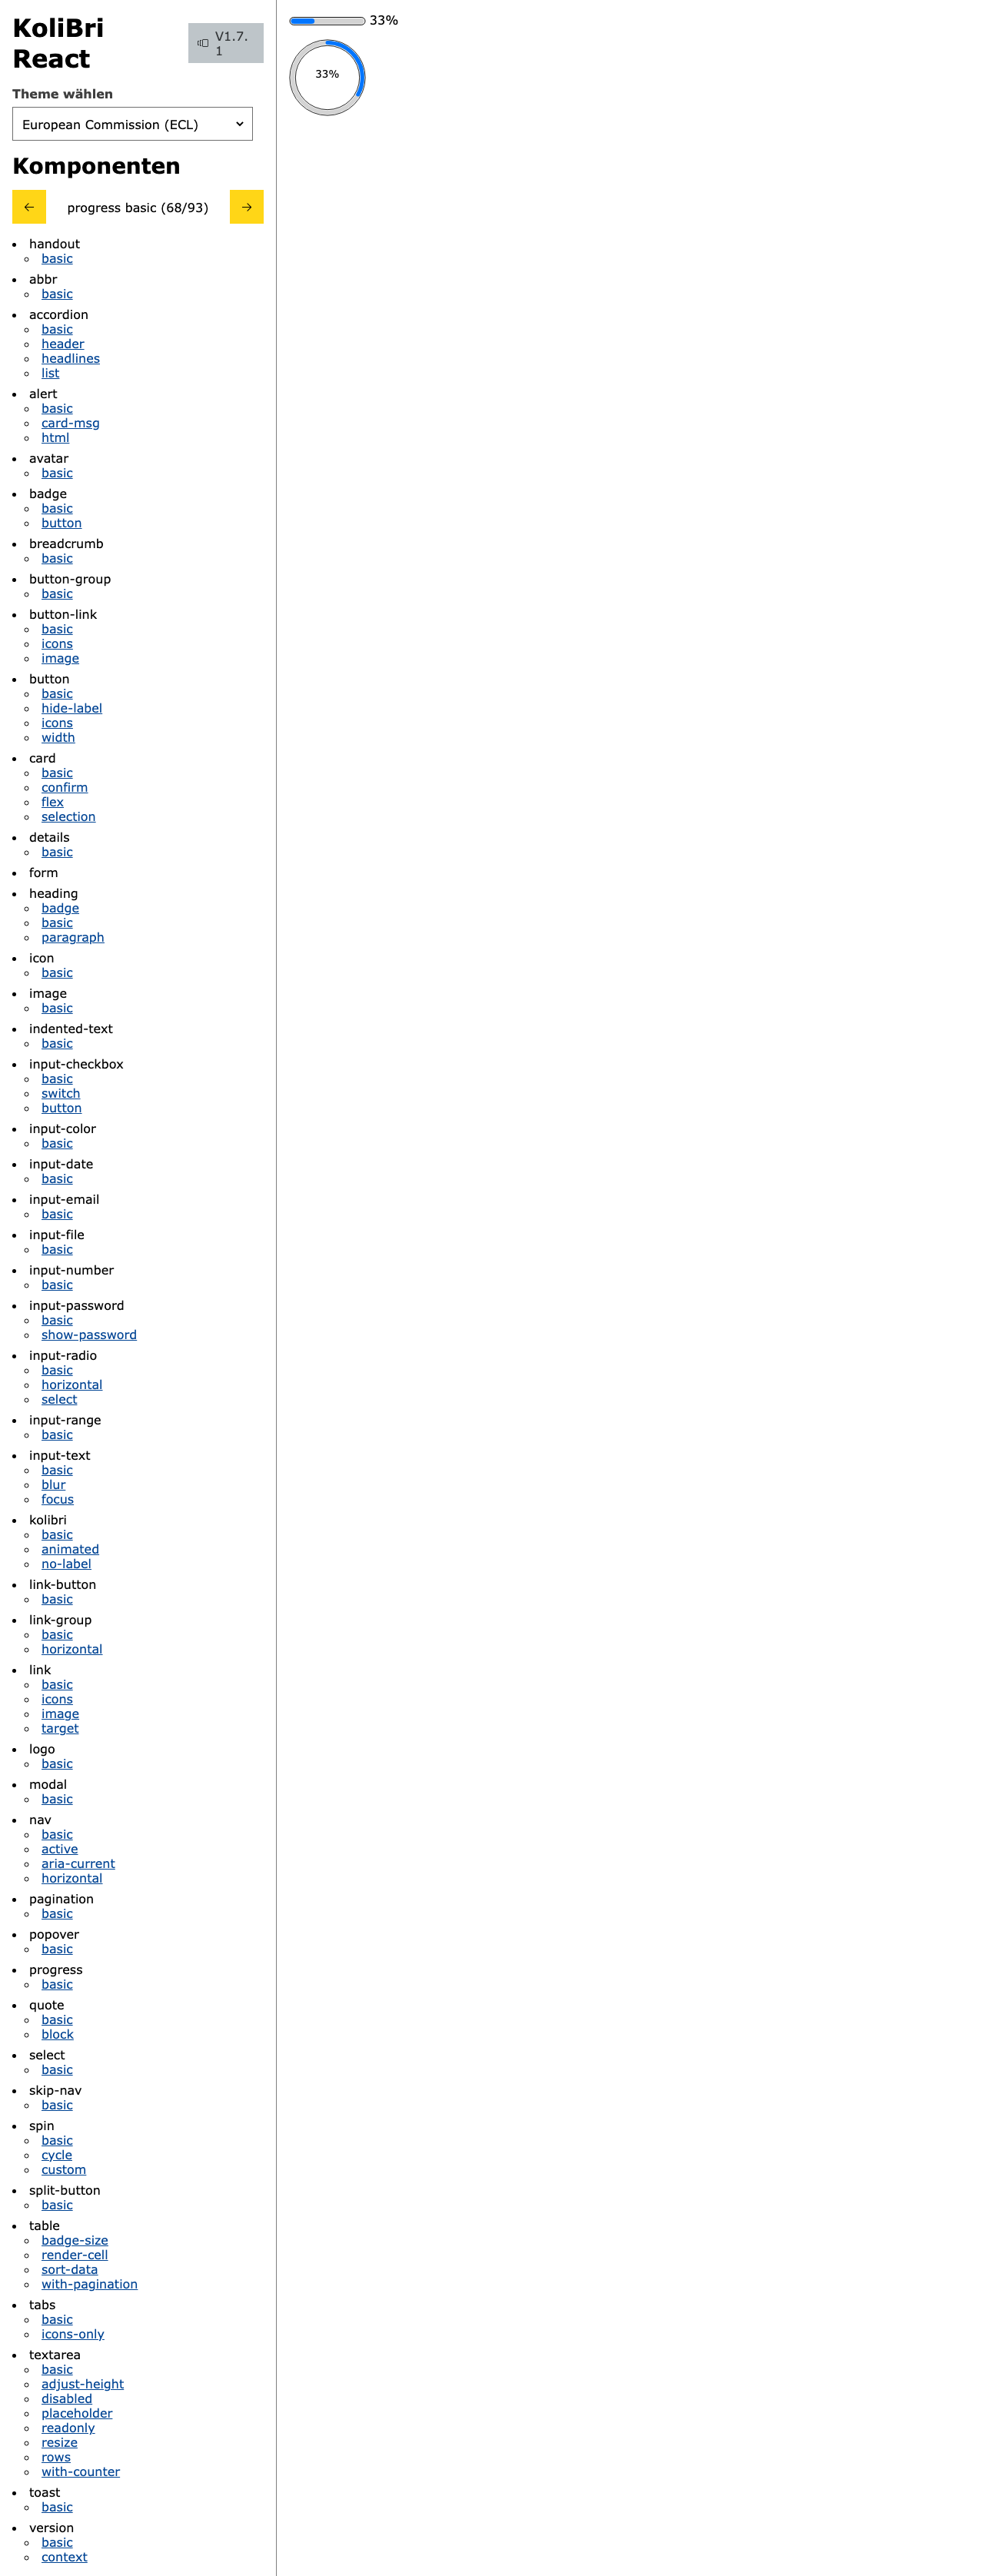 KoliBri
React
V1.7.
1
Theme wählen
European Commission (ECL)
Komponenten
← progress basic (68/93) →
handout
basic
abbr
basic
accordion
basic
header
headlines
list
alert
basic
card-msg
html
avatar
basic
badge
basic
button
breadcrumb
basic
button-group
basic
button-link
basic
icons
image
button
basic
hide-label
icons
width
card
basic
confirm
flex
selection
details
basic
form
heading
badge
basic
paragraph
icon
basic
image
basic
indented-text
basic
input-checkbox
basic
switch
button
input-color
basic
input-date
basic
input-email
basic
input-file
basic
input-number
basic
input-password
basic
show-password
input-radio
basic
horizontal
select
input-range
basic
input-text
basic
blur
focus
kolibri
basic
animated
no-label
link-button
basic
link-group
basic
horizontal
link
basic
icons
image
target
logo
basic
modal
basic
nav
basic
active
aria-current
horizontal
pagination
basic
popover
basic
progress
basic
quote
basic
block
select
basic
skip-nav
basic
spin
basic
cycle
custom
split-button
basic
table
badge-size
render-cell
sort-data
with-pagination
tabs
basic
icons-only
textarea
basic
adjust-height
disabled
placeholder
readonly
resize
rows
with-counter
toast
basic
version
basic
context
33%
33%